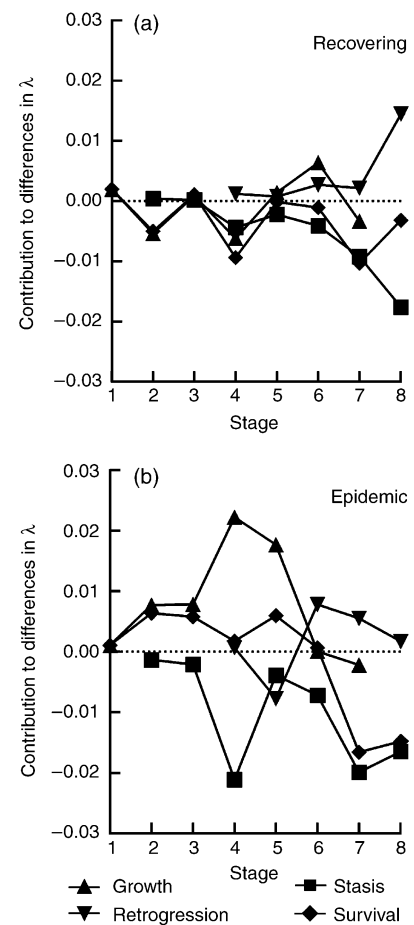 (a)
Recovering
Contribution to differences in λ
0.03
0.02
0.01
0.00
−0.01
−0.02
−0.03
1 2 3 4 5 6 7 8
Stage
(b)
Epidemic
Contribution to differences in λ
0.03
0.02
0.01
0.00
−0.01
−0.02
−0.03
1 2 3 4 5 6 7 8
Stage
Growth
Stasis
Retrogression
Survival